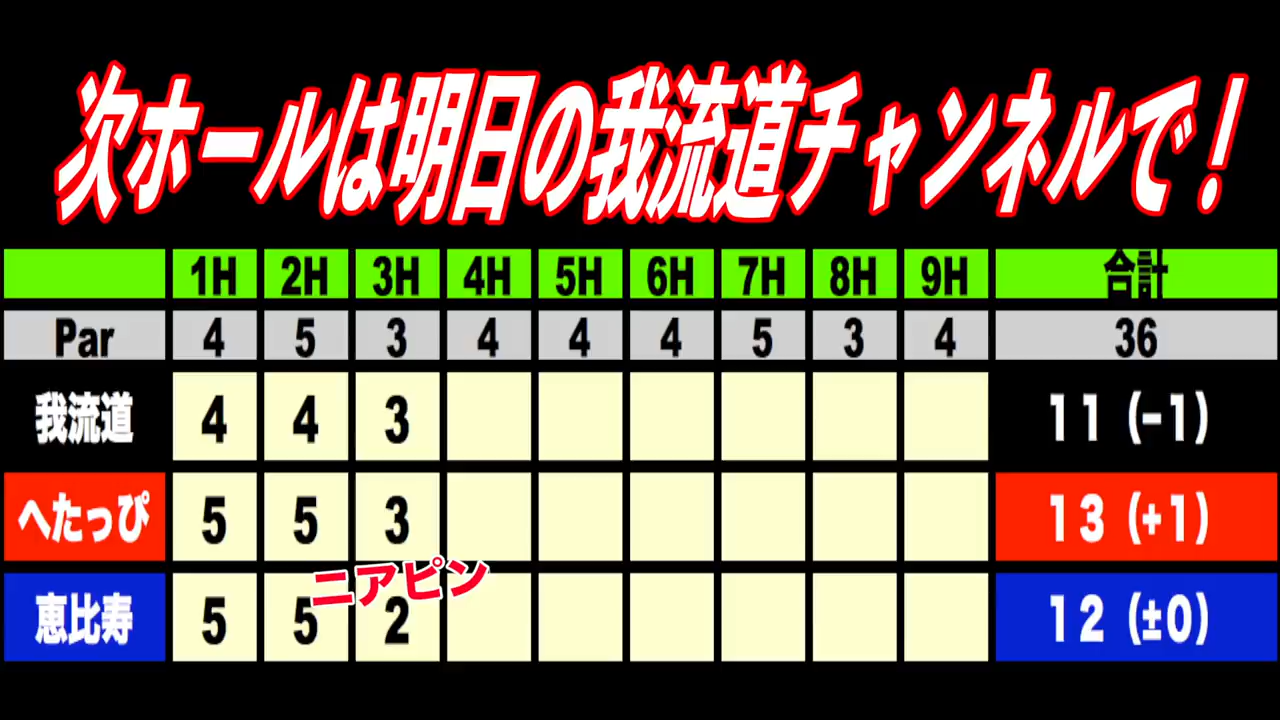 次ホールは明日の我流道チャンネルで!
1H 2H 3H 4H 5H 6H 7H 8H 9H 合計
Par 4 5 3 4 4 4 5 3 4 36
我流道 4 4 3 11 (-1)
へたっぴ 5 5 3 13 (+1)
ニアピン
恵比寿 5 5 2 12 (±0)